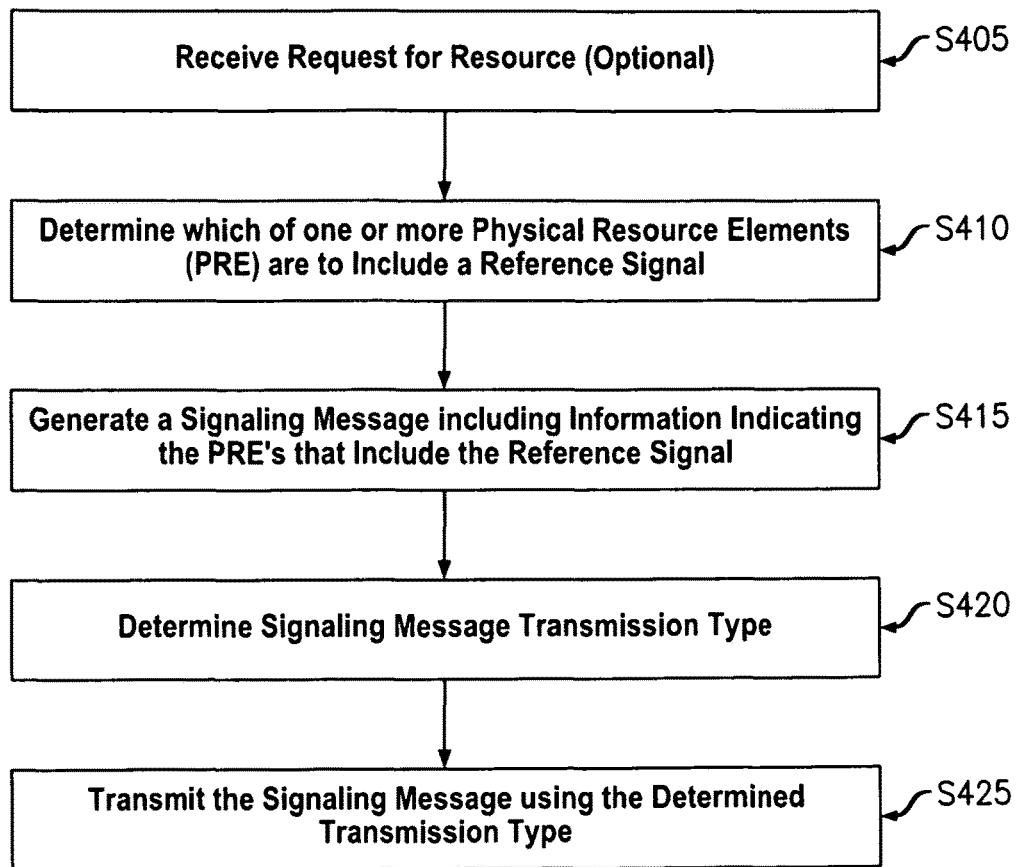 Receive Request for Resource (Optional)
S405
Determine which of one or more Physical Resource Elements
(PRE) are to Include a Reference Signal
S410
Generate a Signaling Message including Information Indicating
the PRE's that Include the Reference Signal
S415
Determine Signaling Message Transmission Type
S420
Transmit the Signaling Message using the Determined
Transmission Type
S425